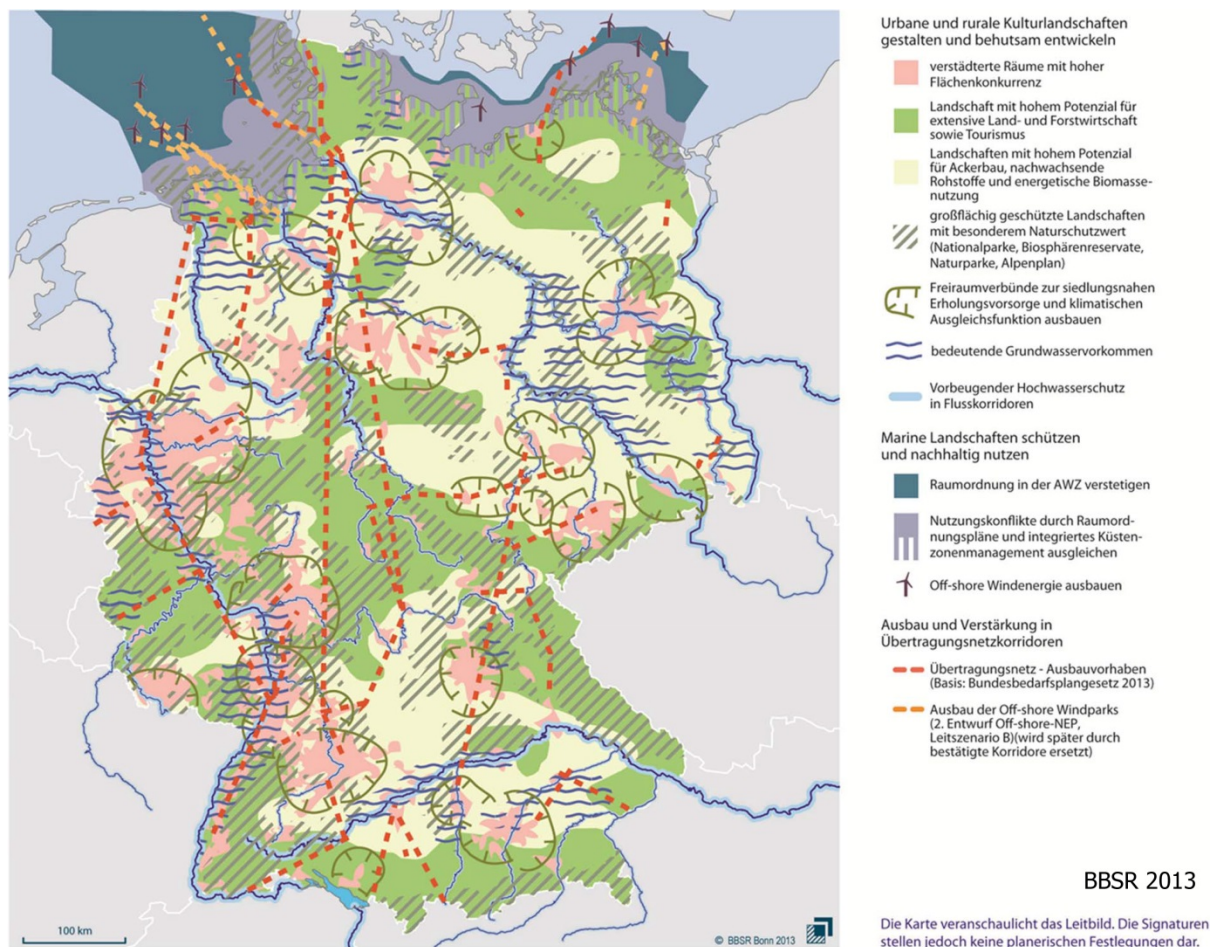 Urbane und rurale Kulturlandschaften
gestalten und behutsam entwickeln
verstädterte Räume mit hoher
Flächenkonkurrenz
Landschaft mit hohem Potenzial für
extensive Land- und Forstwirtschaft
sowie Tourismus
Landschaften mit hohem Potenzial
für Ackerbau, nachwachsende
Rohstoffe und energetische Biomasse-
nutzung
großflächig geschützte Landschaften
mit besonderem Naturschutzwert
(Nationalparke, Biosphärenreservate,
Naturparke, Alpenplan)
Freiraumverbünde zur siedlungsnahen
Erholungsvorsorge und klimatischen
Ausgleichsfunktion ausbauen
bedeutende Grundwasservorkommen
Vorbeugender Hochwasserschutz
in Flusskorridoren
Marine Landschaften schützen
und nachhaltig nutzen
Raumordnung in der AWZ verstetigen
Nutzungskonflikte durch Raumord-
nungspläne und integriertes Küsten-
zonenmanagement ausgleichen
Off-shore Windenergie ausbauen
Ausbau und Verstärkung in
Übertragungsnetzkorridoren
Übertragungsnetz - Ausbauvorhaben
(Basis: Bundesbedarfsplangesetz 2013)
Ausbau der Off-shore Windparks
(2. Entwurf Off-shore-NEP,
Leitszenario B)(wird später durch
bestätigte Korridore ersetzt)
BBSR 2013
Die Karte veranschaulicht das Leitbild. Die Signaturen
stellen jedoch keine planerischen Festlegungen dar.
100 km
© BBSR Bonn 2013